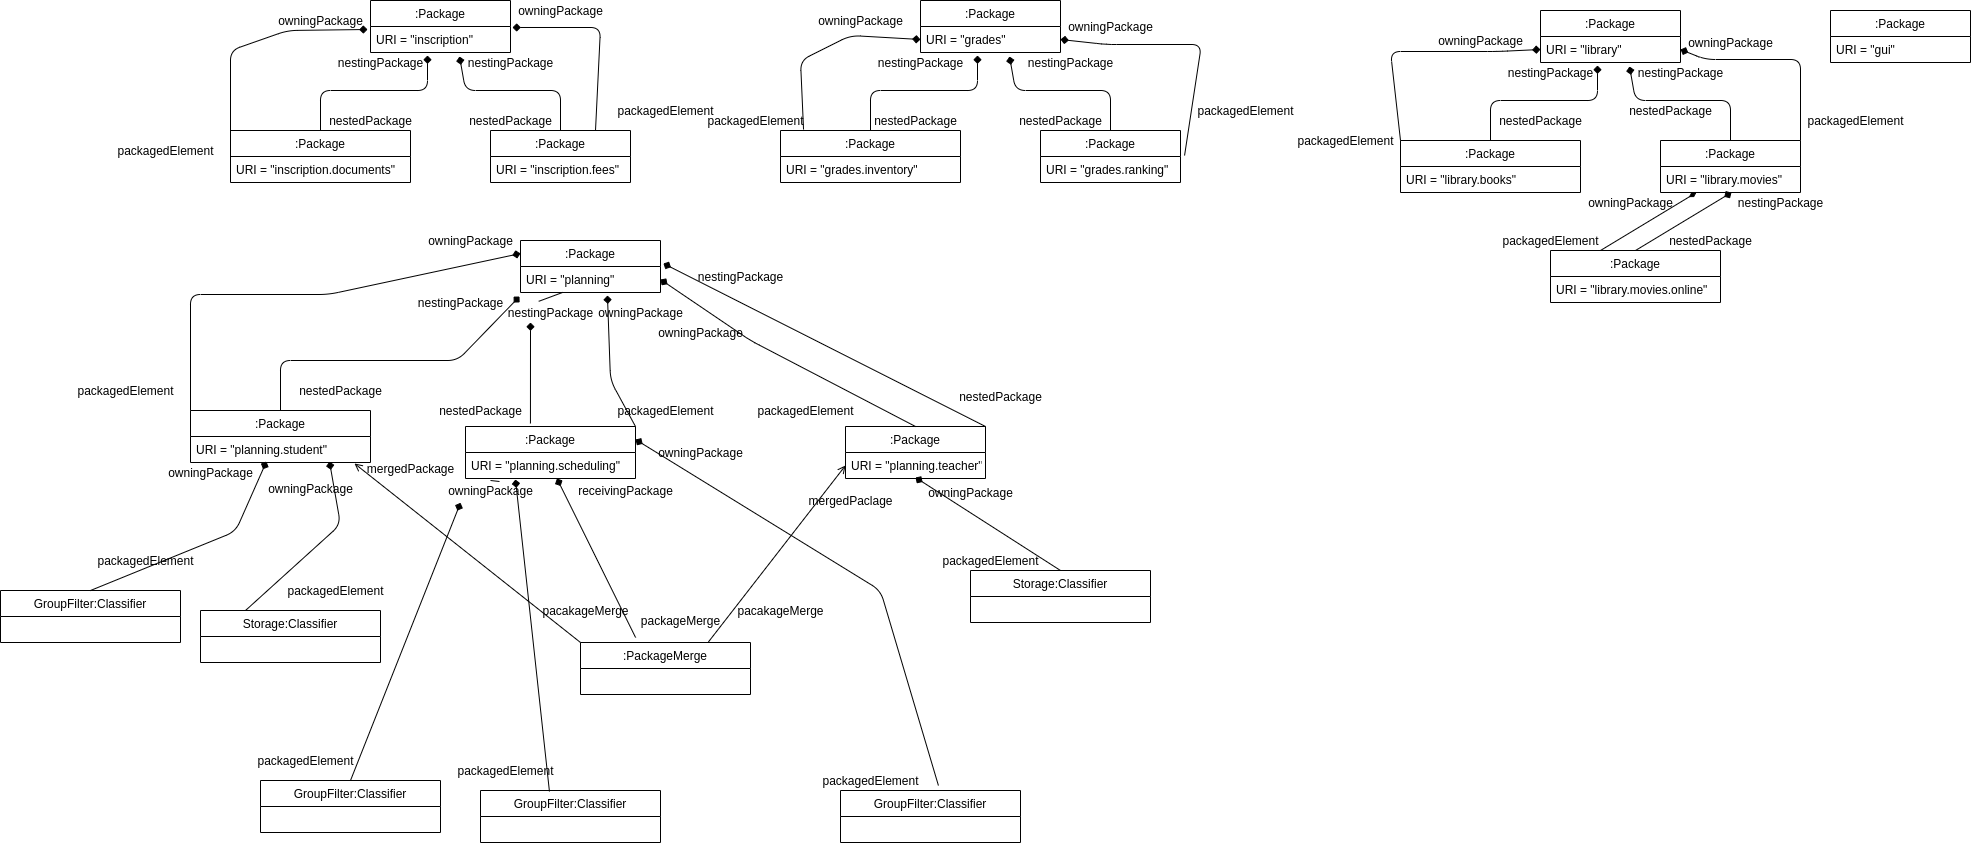 owningPackage
:Package
URI = "inscription"
owningPackage
nestingPackage
nestingPackage
nestedPackage
nestedPackage
packagedElement
packagedElement
:Package
URI = "inscription.documents"
:Package
URI = "inscription.fees"
owningPackage
:Package
URI = "grades"
owningPackage
nestingPackage
nestingPackage
packagedElement
nestedPackage
nestedPackage
packagedElement
:Package
URI = "grades.inventory"
:Package
URI = "grades.ranking"
owningPackage
:Package
URI = "library"
owningPackage
nestingPackage
nestingPackage
nestedPackage
nestedPackage
packagedElement
packagedElement
:Package
URI = "library.books"
:Package
URI = "library.movies"
owningPackage
nestingPackage
packagedElement
nestedPackage
:Package
URI = "library.movies.online"
:Package
URI = "gui"
owningPackage
:Package
URI = "planning"
nestingPackage
nestingPackage
nestingPackage
owningPackage
owningPackage
packagedElement
nestedPackage
nestedPackage
packagedElement
packagedElement
nestedPackage
:Package
URI = "planning.student"
:Package
URI = "planning.scheduling"
:Package
URI = "planning.teacher"
owningPackage
owningPackage
mergedPackage
owningPackage
receivingPackage
owningPackage
mergedPaclage
owningPackage
packagedElement
packagedElement
packagedElement
GroupFilter:Classifier
Storage:Classifier
Storage:Classifier
pacakageMerge
packageMerge
pacakageMerge
:PackageMerge
packagedElement
packagedElement
packagedElement
GroupFilter:Classifier
GroupFilter:Classifier
GroupFilter:Classifier